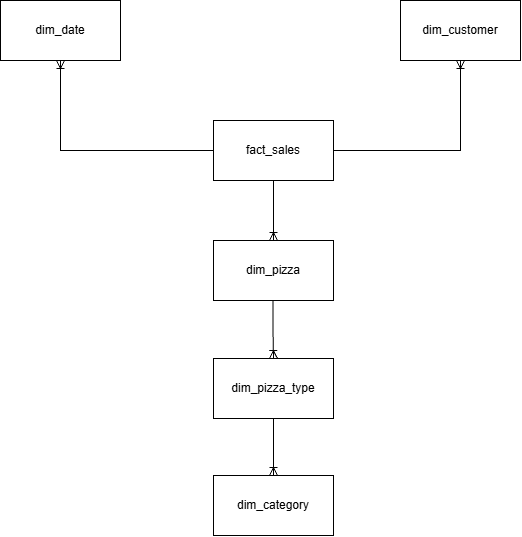 dim_date
dim_customer
fact_sales
dim_pizza
dim_pizza_type
dim_category